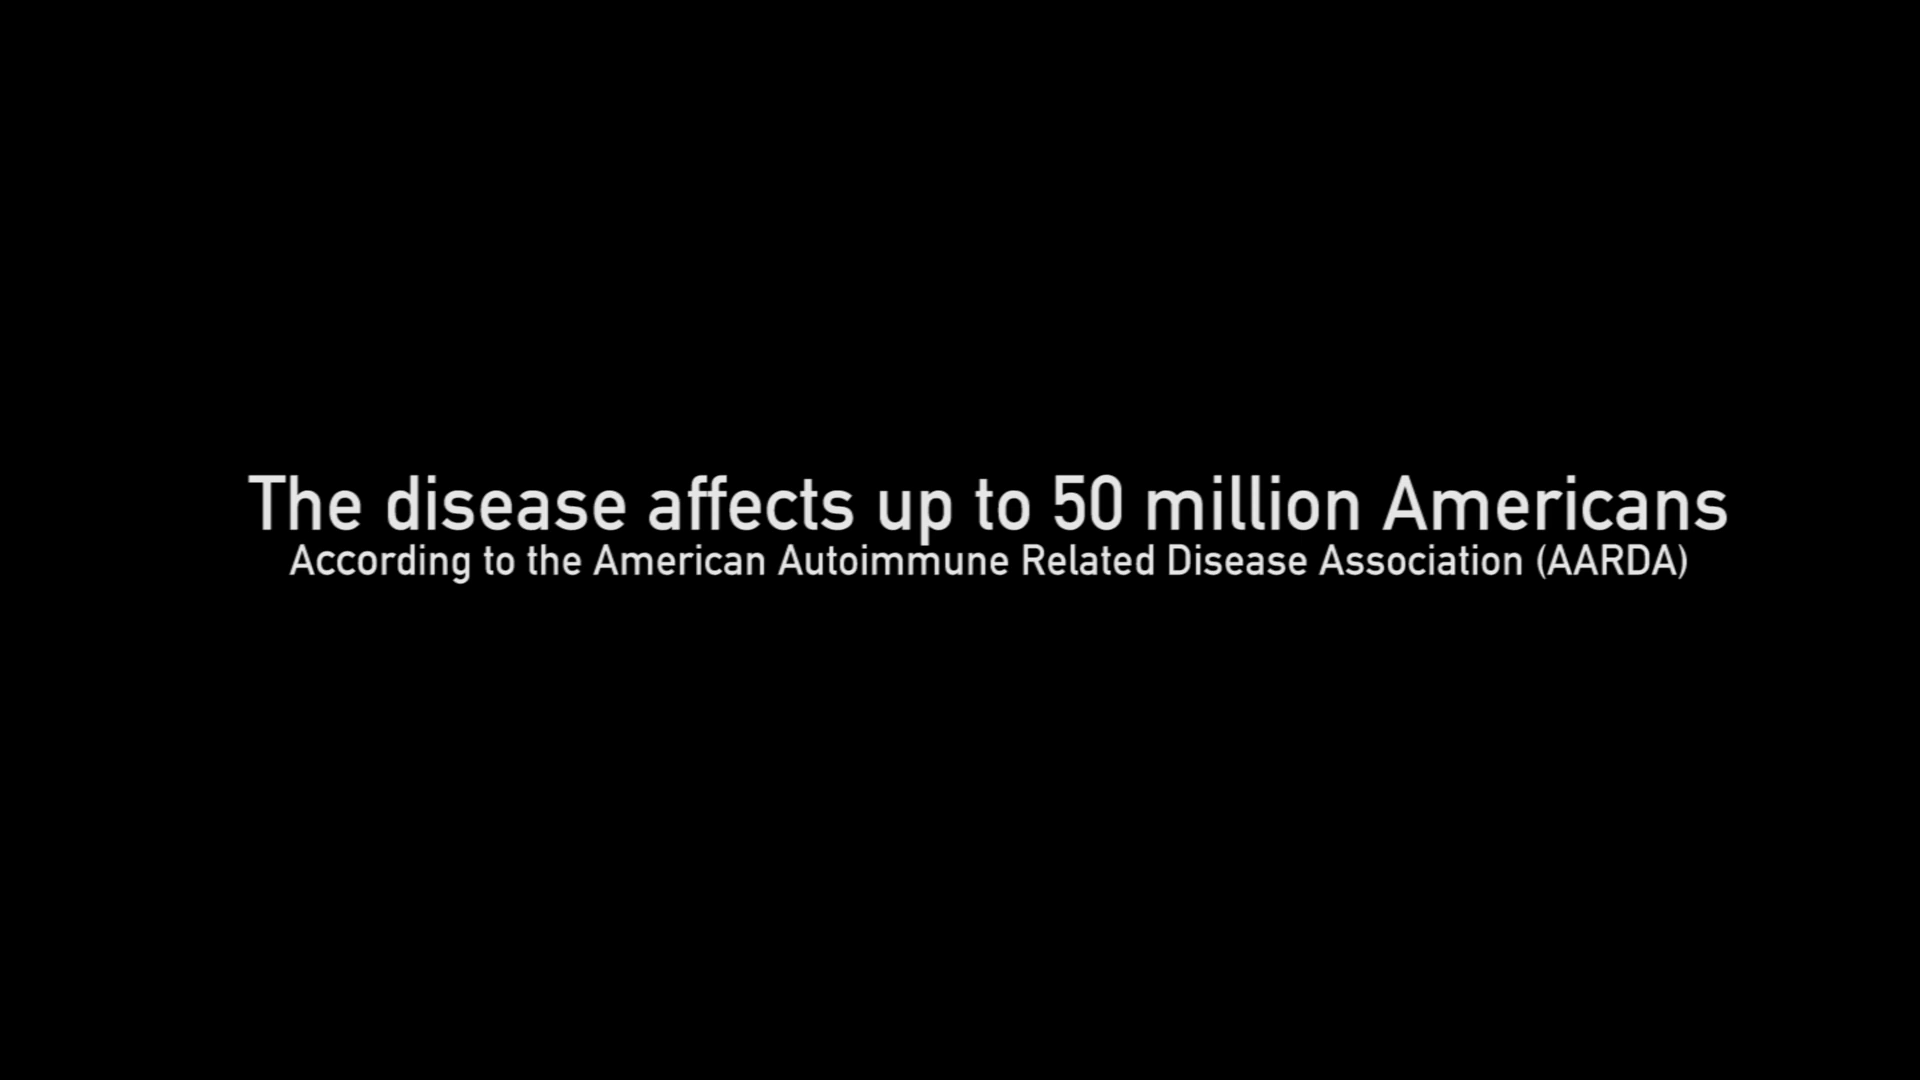 The disease affects up to 50 million Americans
According to the American Autoimmune Related Disease Association (AARDA)